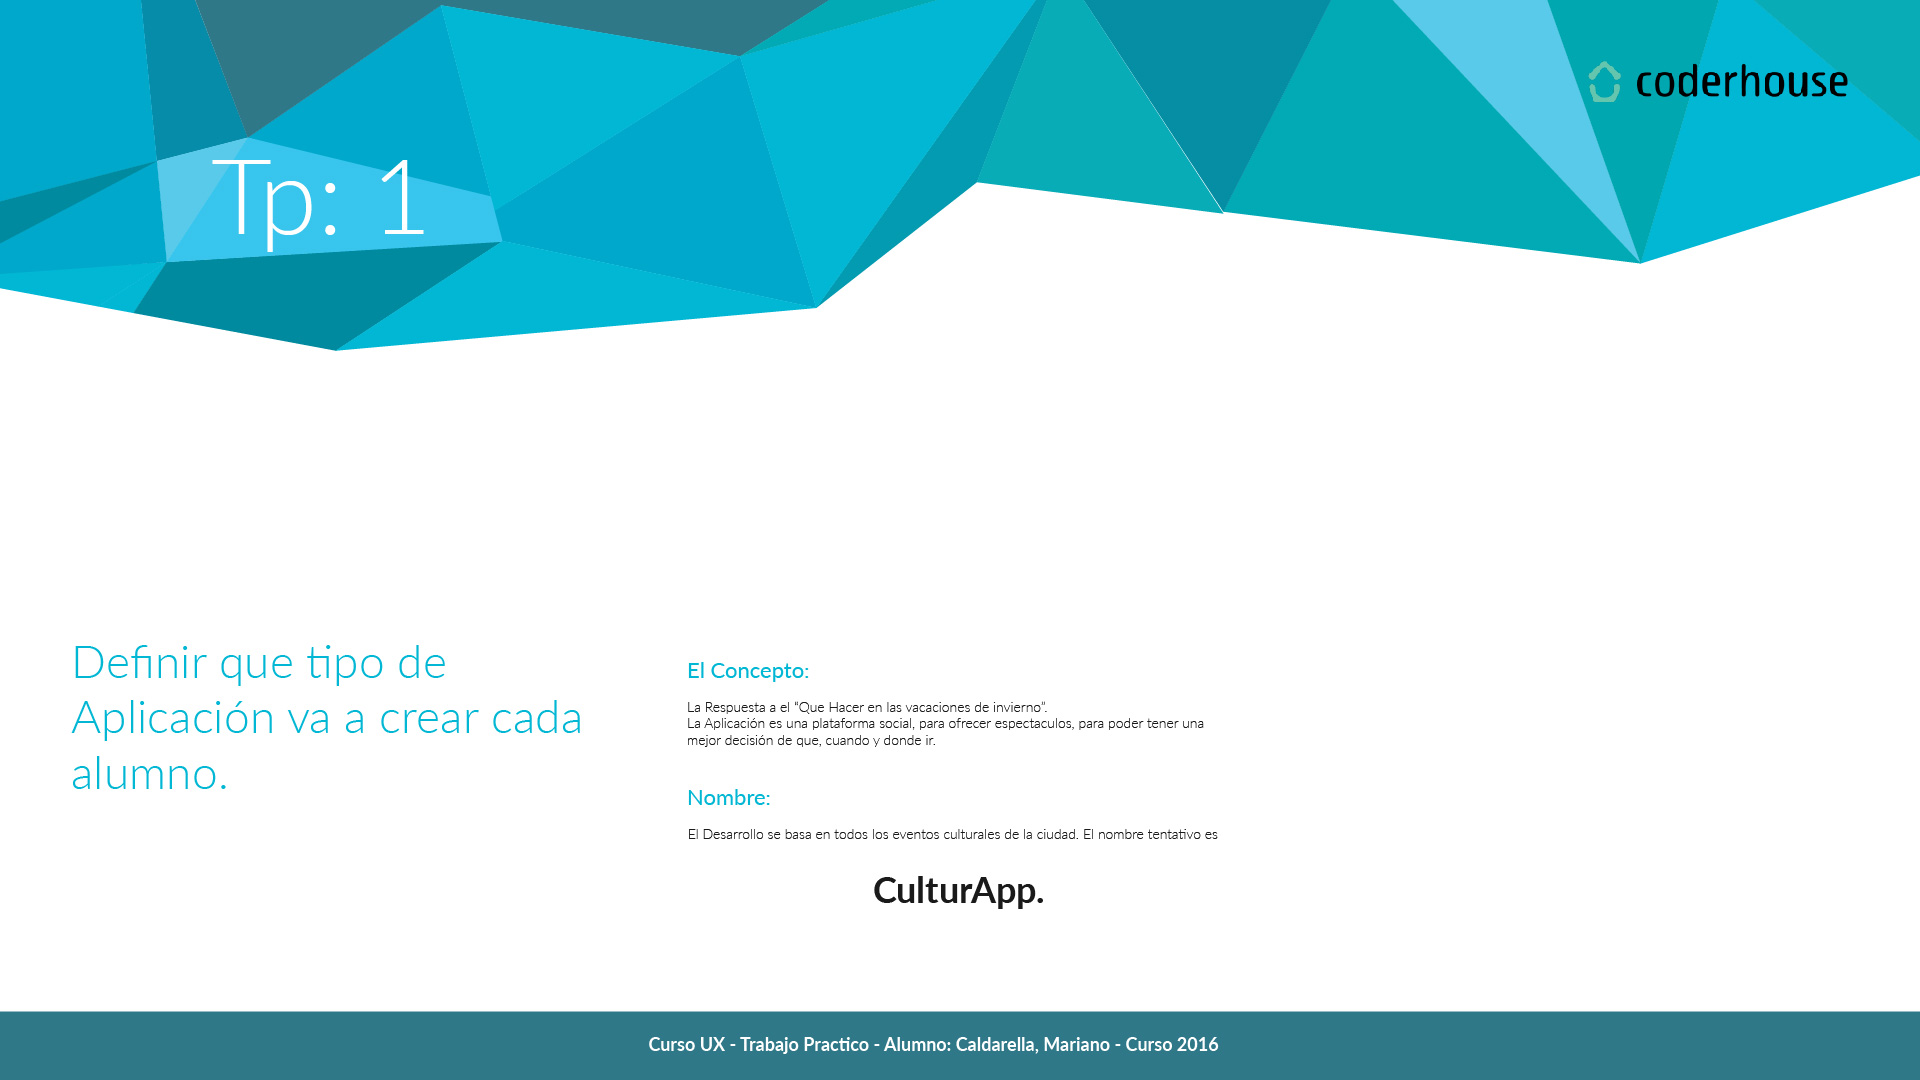 coderhouse
Tp: 1
Definir que tipo de
Aplicación va a crear cada
alumno.
El Concepto:
La Respuesta a el “Que Hacer en las vacaciones de invierno”.
La Aplicación es una plataforma social, para ofrecer espectaculos, para poder tener una
mejor decisión de que, cuando y donde ir.
Nombre:
El Desarrollo se basa en todos los eventos culturales de la ciudad. El nombre tentativo es
CulturApp.
Curso UX - Trabajo Practico - Alumno: Caldarella, Mariano - Curso 2016